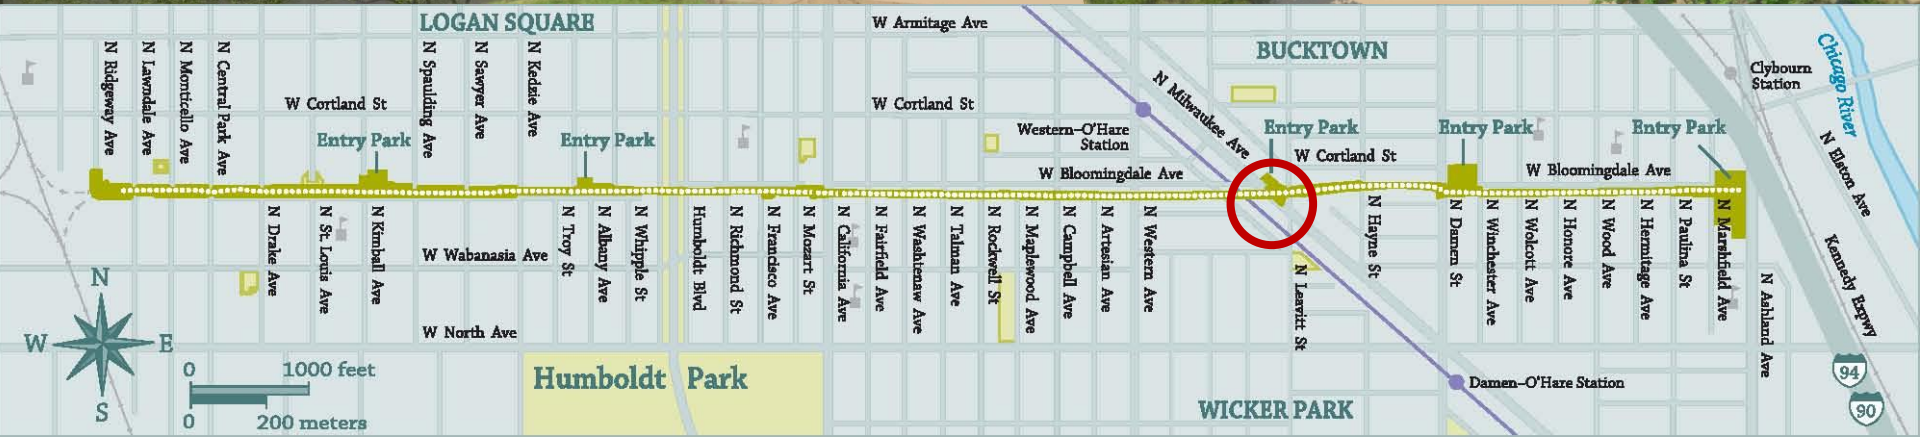 LOGAN SQUARE
W Armitage Ave
BUCKTOWN
Chicago River
Clybourn
Station
N Ridgeway Ave
N Lawndale Ave
N Monticello Ave
N Central Park Ave
W Cortland St
N Spaulding Ave
N Sawyer Ave
N Kedzie Ave
W Cortland St
N Milwaukee Ave
Western–O'Hare
Station
Entry Park
Entry Park
Entry Park
Entry Park
Entry Park
W Cortland St
W Bloomingdale Ave
W Bloomingdale Ave
N Elston Ave
N Drake Ave
N St. Louis Ave
N Kimball Ave
W Wabanasia Ave
N Troy St
N Albany Ave
N Whipple St
Humboldt Blvd
N Richmond St
N Francisco Ave
N Mozart St
N California Ave
N Fairfield Ave
N Washtenaw Ave
N Talman Ave
N Rockwell St
N Maplewood Ave
N Campbell Ave
N Artesian Ave
N Western Ave
N Leavitt St
N Hayne St
N Damen St
N Winchester Ave
N Wolcott Ave
N Honore Ave
N Wood Ave
N Hermitage Ave
N Paulina St
N Marshfield Ave
N Ashland Ave
Kennedy Expwy
W North Ave
N
W E
S
0 1000 feet
0 200 meters
Humboldt Park
WICKER PARK
Damen–O'Hare Station
94
90